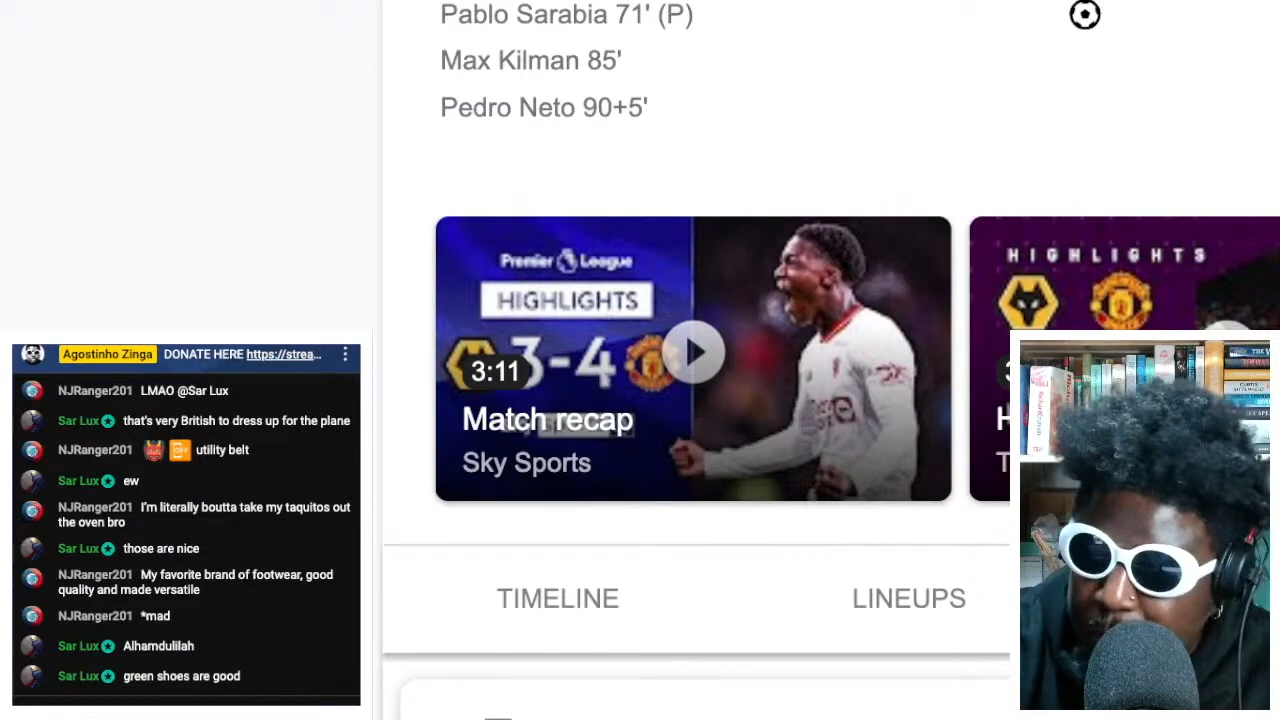 Pablo Sarabia 71' (P)
Max Kilman 85'
Pedro Neto 90+5'
Premier League
HIGHLIGHTS
3-4
3:11
Match recap
Sky Sports
HIGHLIGHTS
H
T
TIMELINE
LINEUPS
Agostinho Zinga DONATE HERE https://strea...
NJRanger201 LMAO @Sar Lux
Sar Lux that's very British to dress up for the plane
NJRanger201 utility belt
Sar Lux ew
NJRanger201 I'm literally boutta take my taquitos out
the oven bro
Sar Lux those are nice
NJRanger201 My favorite brand of footwear, good
quality and made versatile
NJRanger201 *mad
Sar Lux Alhamdulilah
Sar Lux green shoes are good